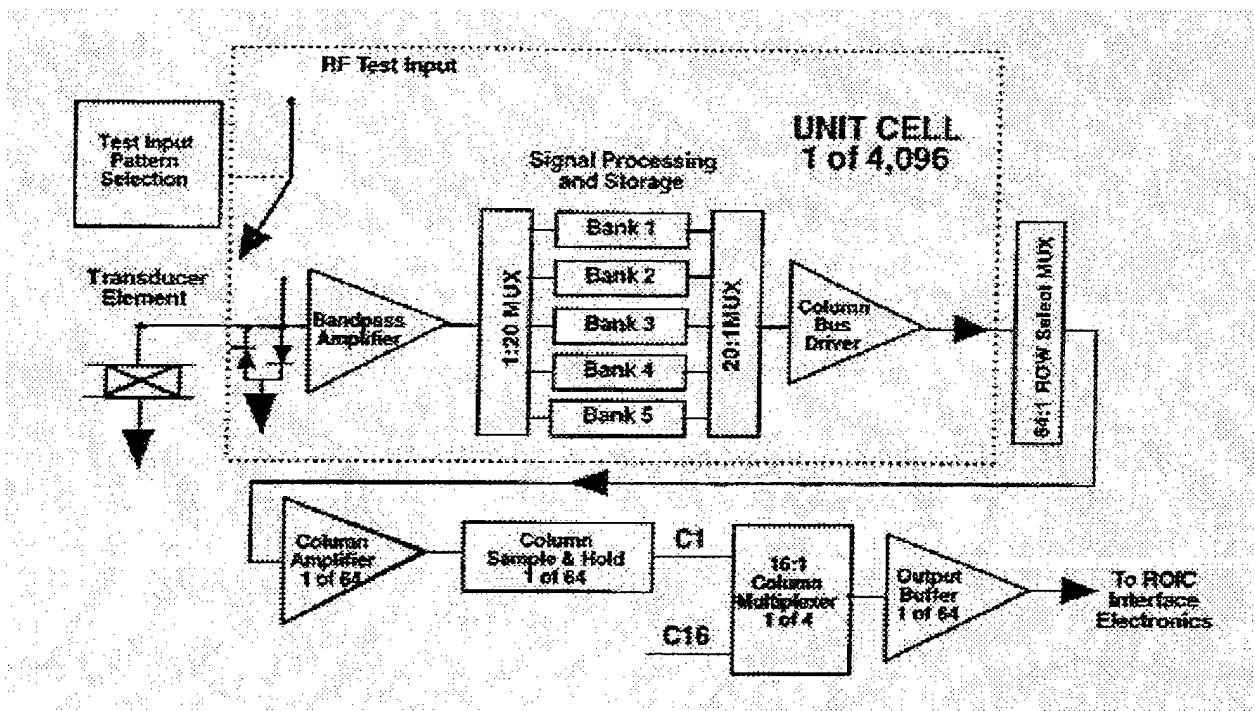 RF Test Input
Test Input
Pattern
Selection
UNIT CELL
1 of 4,096
Signal Processing
and Storage
Transducer
Element
Bandpass
Amplifier
1:20 MUX
Bank 1
Bank 2
Bank 3
Bank 4
Bank 5
20:1MUX
Column
Bus
Driver
64:1 ROW Select MUX
Column
Amplifier
1 of 64
Column
Sample & Hold
1 of 64
C1
C16
16:1
Column
Multiplexer
1 of 4
Output
Buffer
1 of 64
To ROIC
Interface
Electronics